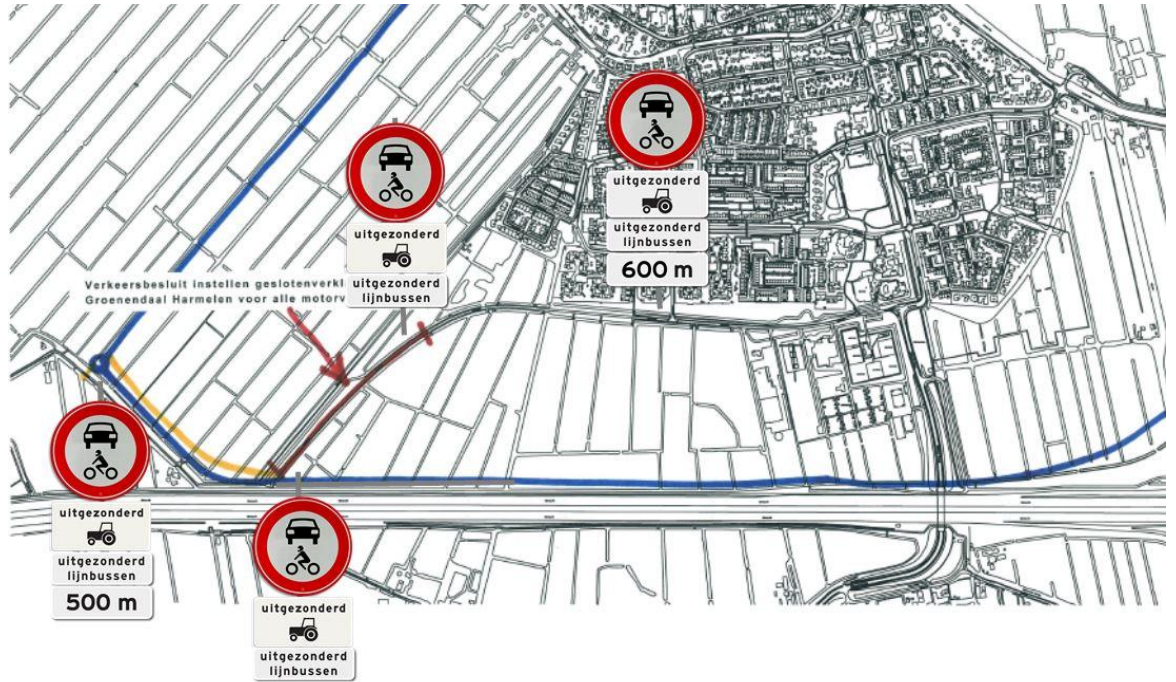 uitgezonderd
uitgezonderd
lijnbussen
600 m
uitgezonderd
uitgezonderd
lijnbussen
Verkeersbesluit instellen geslotenverkl
Groenendaal Harmelen voor alle motorv
uitgezonderd
uitgezonderd
lijnbussen
500 m
uitgezonderd
uitgezonderd
lijnbussen